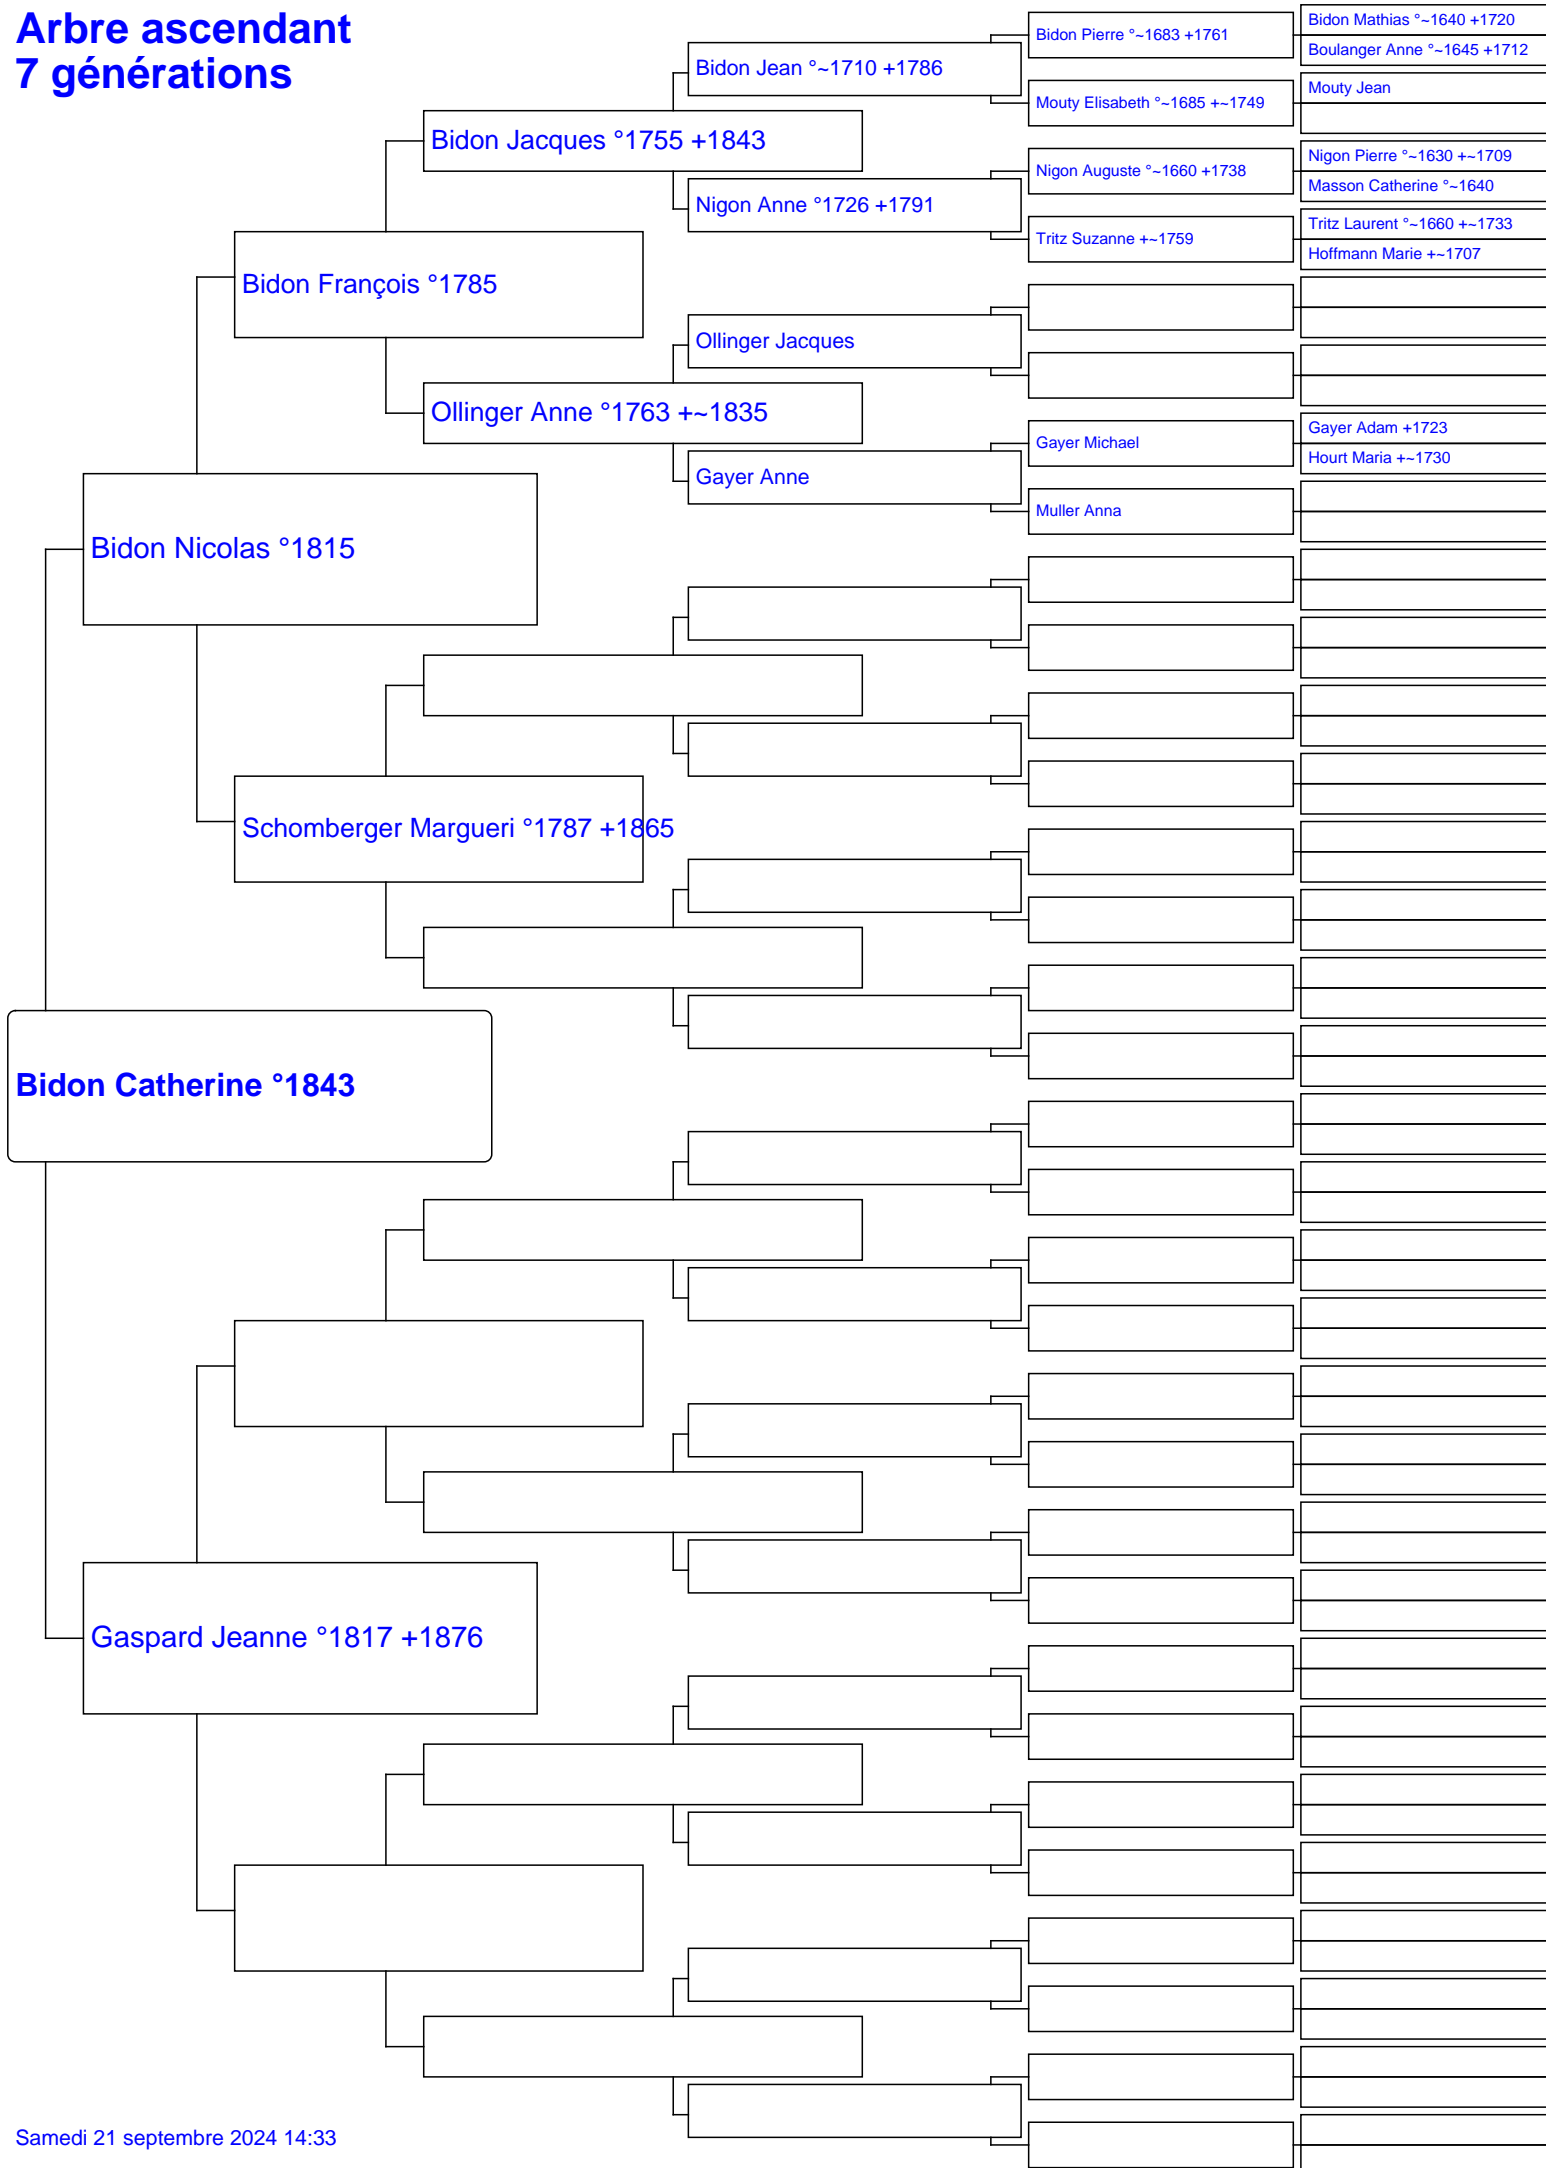 Arbre ascendant
7 générations
Bidon Pierre °~1683 +1761
Bidon Mathias °~1640 +1720
Boulanger Anne °~1645 +1712
Bidon Jean °~1710 +1786
Mouty Elisabeth °~1685 +~1749
Mouty Jean
Bidon Jacques °1755 +1843
Nigon Auguste °~1660 +1738
Nigon Pierre °~1630 +~1709
Masson Catherine °~1640
Nigon Anne °1726 +1791
Tritz Suzanne +~1759
Tritz Laurent °~1660 +~1733
Hoffmann Marie +~1707
Bidon François °1785
Ollinger Jacques
Ollinger Anne °1763 +~1835
Gayer Michael
Gayer Adam +1723
Hourt Maria +~1730
Gayer Anne
Muller Anna
Bidon Nicolas °1815
Schomberger Margueri °1787 +1865
Bidon Catherine °1843
Gaspard Jeanne °1817 +1876
Samedi 21 septembre 2024 14:33